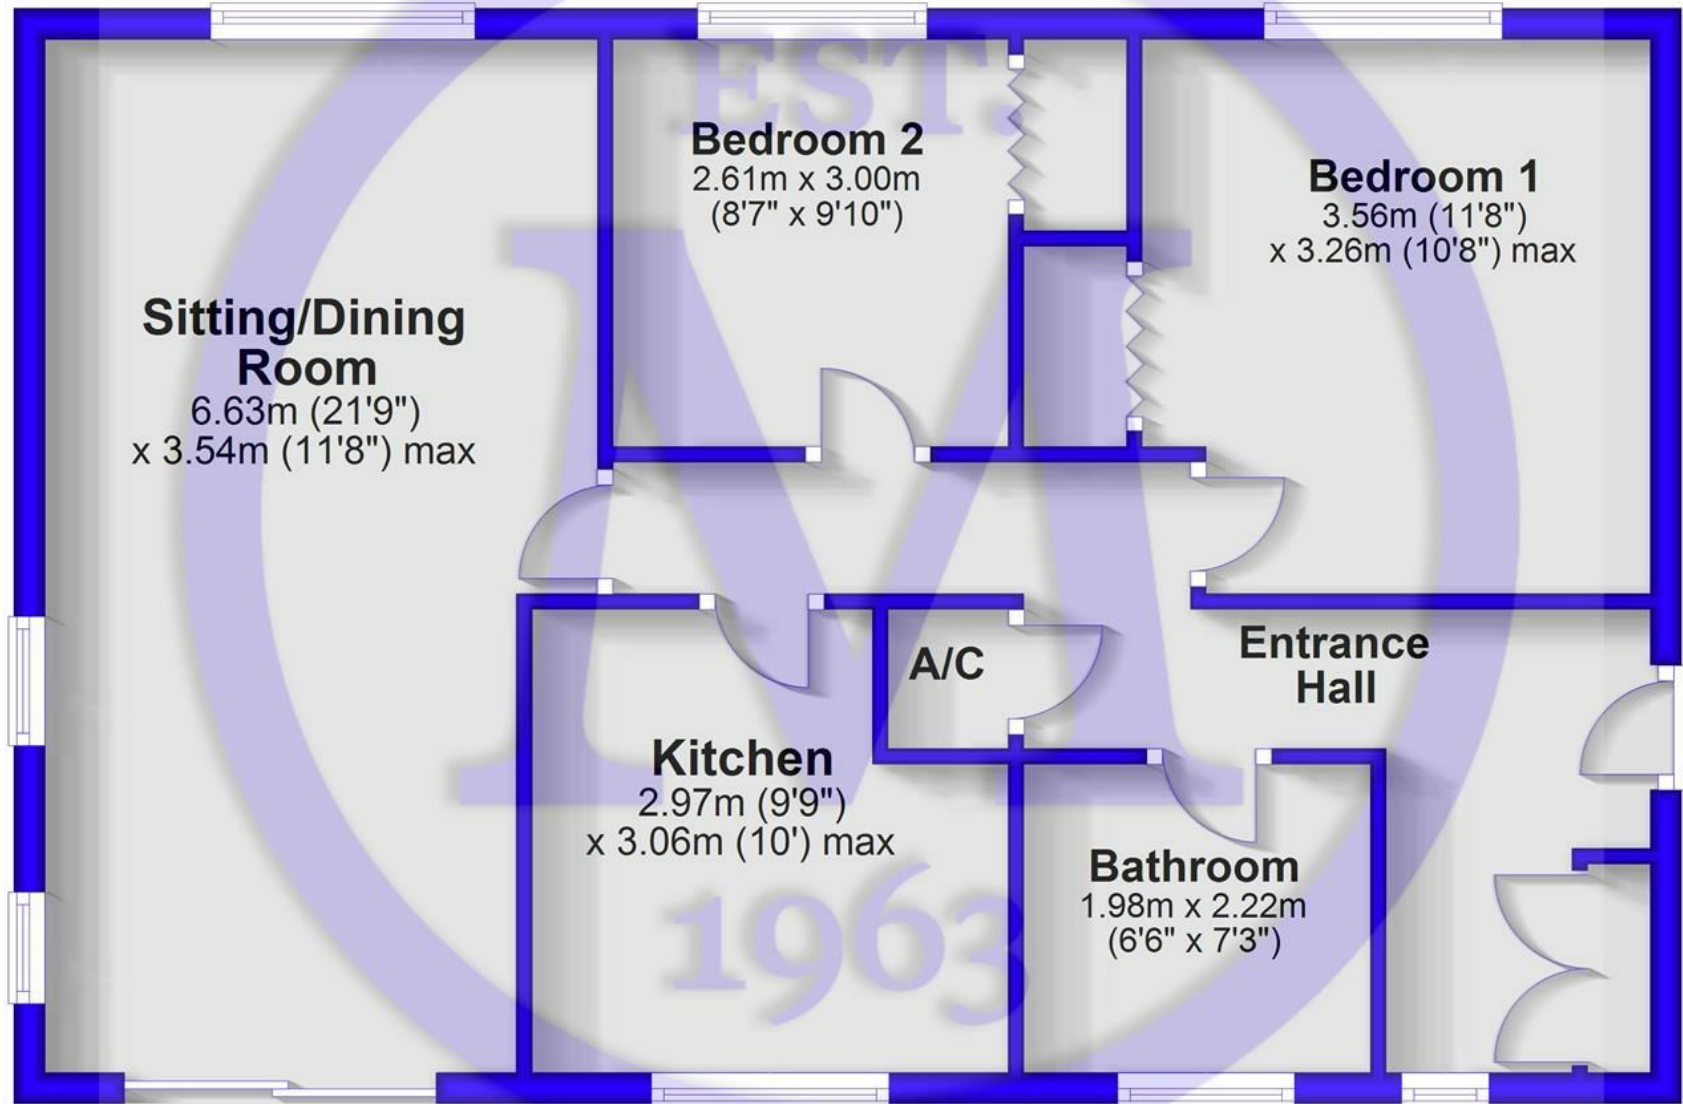 EST.
Bedroom 2
2.61m x 3.00m
(8'7" x 9'10")
Bedroom 1
3.56m (11'8")
x 3.26m (10'8") max
Sitting/Dining
Room
6.63m (21'9")
x 3.54m (11'8") max
M
A/C
Entrance
Hall
Kitchen
2.97m (9'9")
x 3.06m (10') max
Bathroom
1.98m x 2.22m
(6'6" x 7'3")
1963